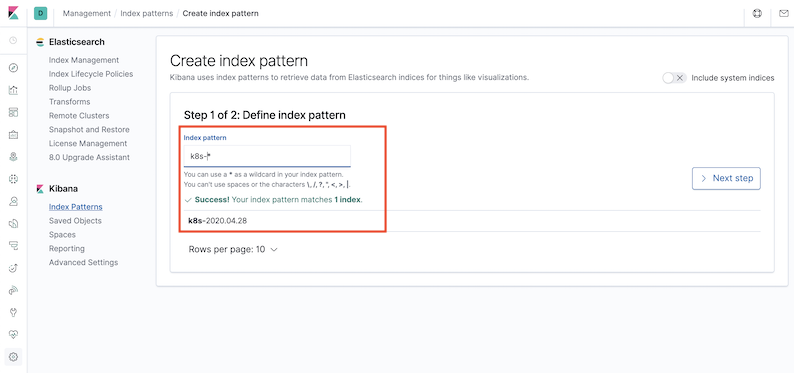 D
Management / Index patterns / Create index pattern
Elasticsearch
Index Management
Index Lifecycle Policies
Rollup Jobs
Transforms
Remote Clusters
Snapshot and Restore
License Management
8.0 Upgrade Assistant
Kibana
Index Patterns
Saved Objects
Spaces
Reporting
Advanced Settings
Create index pattern
Kibana uses index patterns to retrieve data from Elasticsearch indices for things like visualizations.
Include system indices
Step 1 of 2: Define index pattern
Index pattern
k8s-*
You can use a * as a wildcard in your index pattern.
You can't use spaces or the characters \, /, ?, ", <, >, |.
Success! Your index pattern matches 1 index.
Next step
k8s-2020.04.28
Rows per page: 10